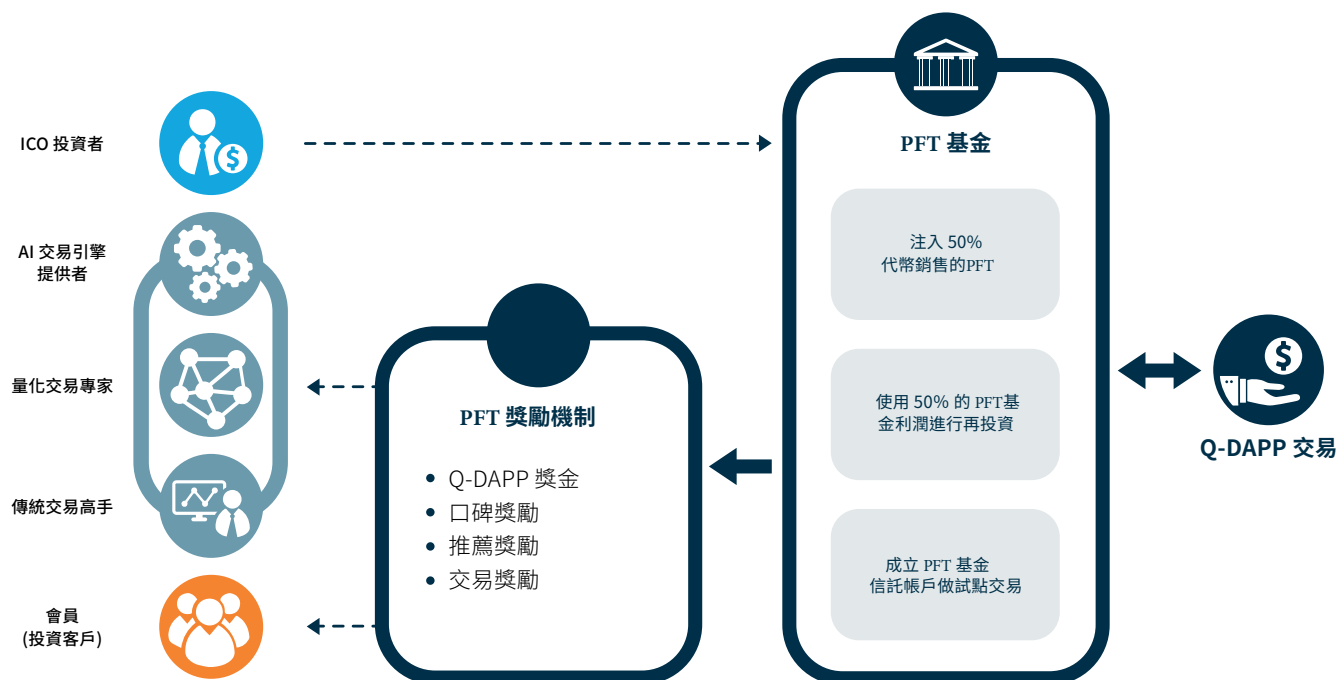 ICO 投資者
AI 交易引擎
提供者
量化交易專家
傳統交易高手
會員
(投資客戶)
$
PFT 獎勵機制
• Q-DAPP 獎金
• 口碑獎勵
• 推薦獎勵
• 交易獎勵
PFT 基金
注入 50%
代幣銷售的PFT
使用 50% 的 PFT基
金利潤進行再投資
成立 PFT 基金
信託帳戶做試點交易
$
Q-DAPP 交易